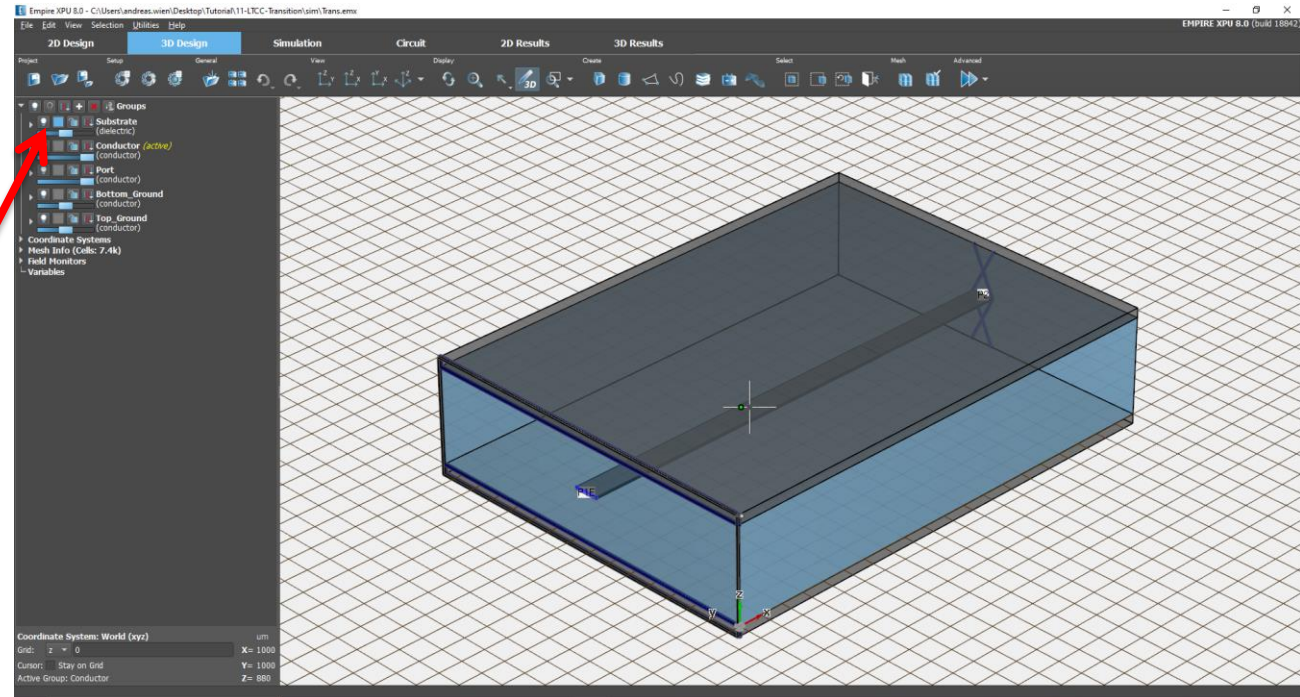 Empire XPU 8.0 - C:\Users\andreas.wien\Desktop\Tutorial\11-LTCC-Transition\sim\Trans.emx
File Edit View Selection Utilities Help
EMPIRE XPU 8.0 (build 18842)
2D Design 3D Design Simulation Circuit 2D Results 3D Results
Project Setup General View Display Create Select Mesh Advanced
Groups
Substrate
(dielectric)
Conductor (active)
(conductor)
Port
(conductor)
Bottom_Ground
(conductor)
Top_Ground
(conductor)
Coordinate Systems
Mesh Info (Cells: 7.4k)
Field Monitors
Variables
P2
P1E
Z
Y X
Coordinate System: World (xyz) um
Grid: z 0 X= 1000
Cursor: Stay on Grid Y= 1000
Active Group: Conductor Z= 880